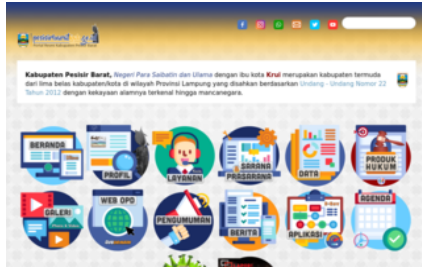 Kabupaten Pesisir Barat, Negeri Para Saibatin dan Ulama dengan ibu kota Krui merupakan kabupaten termuda
dari lima belas kabupaten/kota di wilayah Provinsi Lampung yang disahkan berdasarkan Undang - Undang Nomor 22
Tahun 2012 dengan kekayaan alamnya terkenal hingga mancanegara.
BERANDA
PROFIL
LAYANAN
SARANA
PRASARANA
DATA
PRODUK
HUKUM
GALERI
WEB OPD
PENGUMUMAN
BERITA
APLIKASI
AGENDA